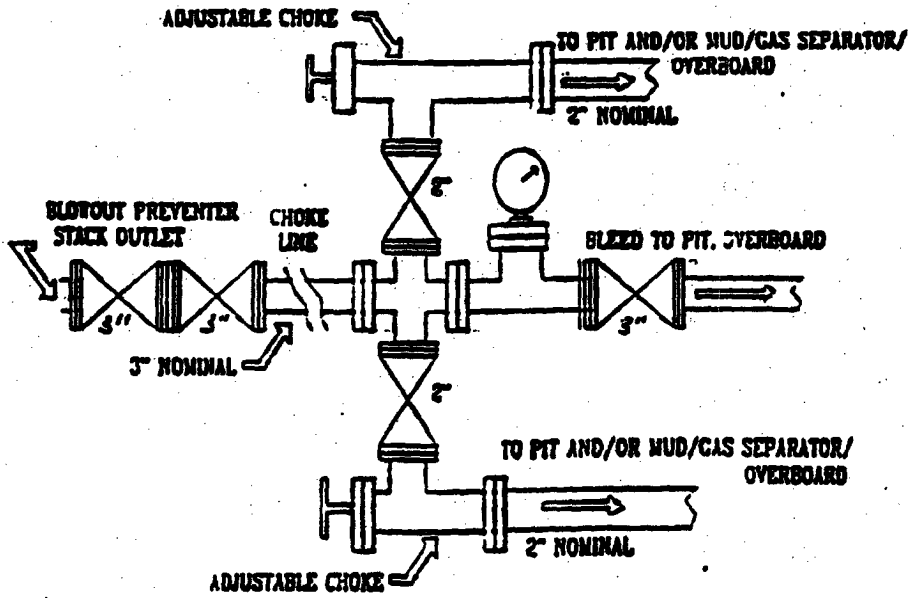 ADJUSTABLE CHOKE
TO PIT AND/OR MUD/GAS SEPARATOR/
OVERBOARD
2" NOMINAL
2"
BLOWOUT PREVENTER
STACK OUTLET
CHOKE
LINE
BLEED TO PIT, OVERBOARD
3"
3"
3"
3" NOMINAL
2"
TO PIT AND/OR MUD/GAS SEPARATOR/
OVERBOARD
2" NOMINAL
ADJUSTABLE CHOKE